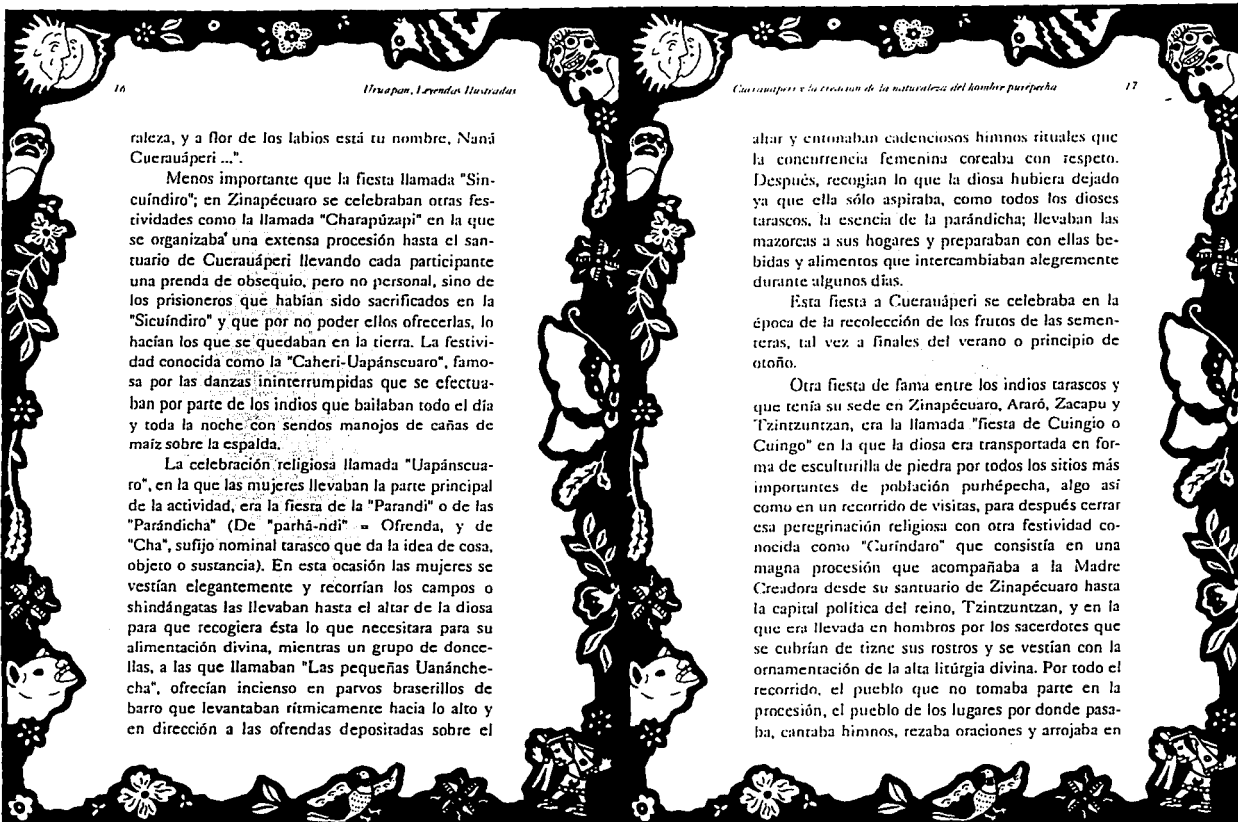 16
Uruapan, Leyendas Ilustradas
raleza, y a flor de los labios está tu nombre, Naná
Cuerauáperi ...".
Menos importante que la fiesta llamada "Sin-
cuíndiro"; en Zinapécuaro se celebraban otras fes-
tividades como la llamada "Charapúzapi" en la que
se organizaba una extensa procesión hasta el san-
tuario de Cuerauáperi llevando cada participante
una prenda de obsequio, pero no personal, sino de
los prisioneros que habían sido sacrificados en la
"Sicuíndiro" y que por no poder ellos ofrecerlas, lo
hacían los que se quedaban en la tierra. La festivi-
dad conocida como la "Caheri-Uapánscuaro", famo-
sa por las danzas ininterrumpidas que se efectua-
ban por parte de los indios que bailaban todo el día
y toda la noche con sendos manojos de cañas de
maíz sobre la espalda.
La celebración religiosa llamada "Uapánscua-
ro", en la que las mujeres llevaban la parte principal
de la actividad, era la fiesta de la "Parandi" o de las
"Parándicha" (De "parhá-ndi" = Ofrenda, y de
"Cha", sufijo nominal tarasco que da la idea de cosa,
objeto o sustancia). En esta ocasión las mujeres se
vestían elegantemente y recorrían los campos o
shindángatas las llevaban hasta el altar de la diosa
para que recogiera ésta lo que necesitara para su
alimentación divina, mientras un grupo de donce-
llas, a las que llamaban "Las pequeñas Uanánche-
cha", ofrecían incienso en parvos braserillos de
barro que levantaban rítmicamente hacia lo alto y
en dirección a las ofrendas depositadas sobre el
Cuerauáperi y la creación de la naturaleza del hombre purépecha
17
altar y entonaban cadenciosos himnos rituales que
la concurrencia femenina coreaba con respeto.
Después, recogían lo que la diosa hubiera dejado
ya que ella sólo aspiraba, como todos los dioses
tarascos, la esencia de la parándicha; llevaban las
mazorcas a sus hogares y preparaban con ellas be-
bidas y alimentos que intercambiaban alegremente
durante algunos días.
Esta fiesta a Cuerauáperi se celebraba en la
época de la recolección de los frutos de las semen-
teras, tal vez a finales del verano o principio de
otoño.
Otra fiesta de fama entre los indios tarascos y
que tenía su sede en Zinapécuaro, Araró, Zacapu y
Tzintzuntzan, era la llamada "fiesta de Cuingio o
Cuingo" en la que la diosa era transportada en for-
ma de esculturilla de piedra por todos los sitios más
importantes de población purhépecha, algo así
como en un recorrido de visitas, para después cerrar
esa peregrinación religiosa con otra festividad co-
nocida como "Curíndaro" que consistía en una
magna procesión que acompañaba a la Madre
Creadora desde su santuario de Zinapécuaro hasta
la capital política del reino, Tzintzuntzan, y en la
que era llevada en hombros por los sacerdotes que
se cubrían de tizne sus rostros y se vestían con la
ornamentación de la alta litúrgia divina. Por todo el
recorrido, el pueblo que no tomaba parte en la
procesión, el pueblo de los lugares por donde pasa-
ba, cantaba himnos, rezaba oraciones y arrojaba en